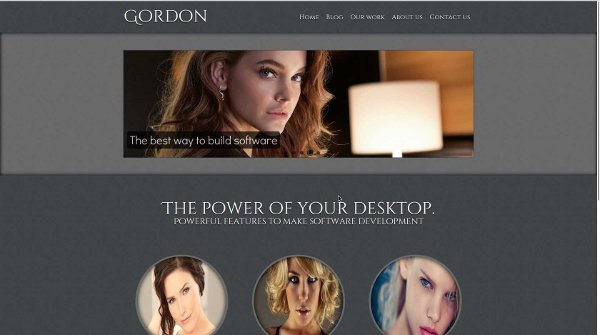 GORDON
Home Blog Our work About us Contact us
The best way to build software
The power of your desktop.
Powerful features to make software development